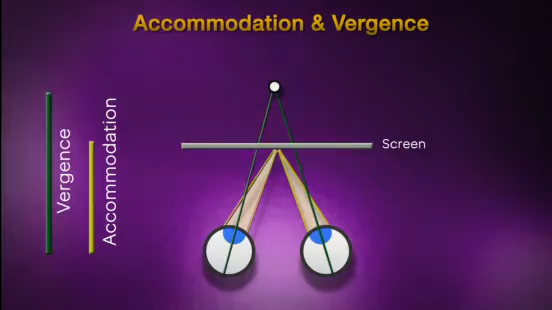 Accommodation & Vergence
Vergence
Accommodation
Screen